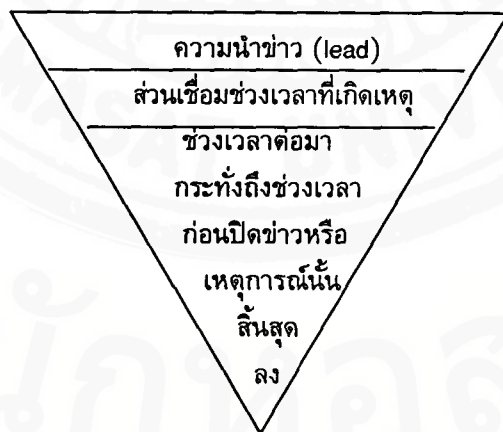 ความนำข่าว (lead)
ส่วนเชื่อมช่วงเวลาที่เกิดเหตุ
ช่วงเวลาต่อมา
กระทั่งถึงช่วงเวลา
ก่อนปิดข่าวหรือ
เหตุการณ์นั้น
สิ้นสุด
ลง